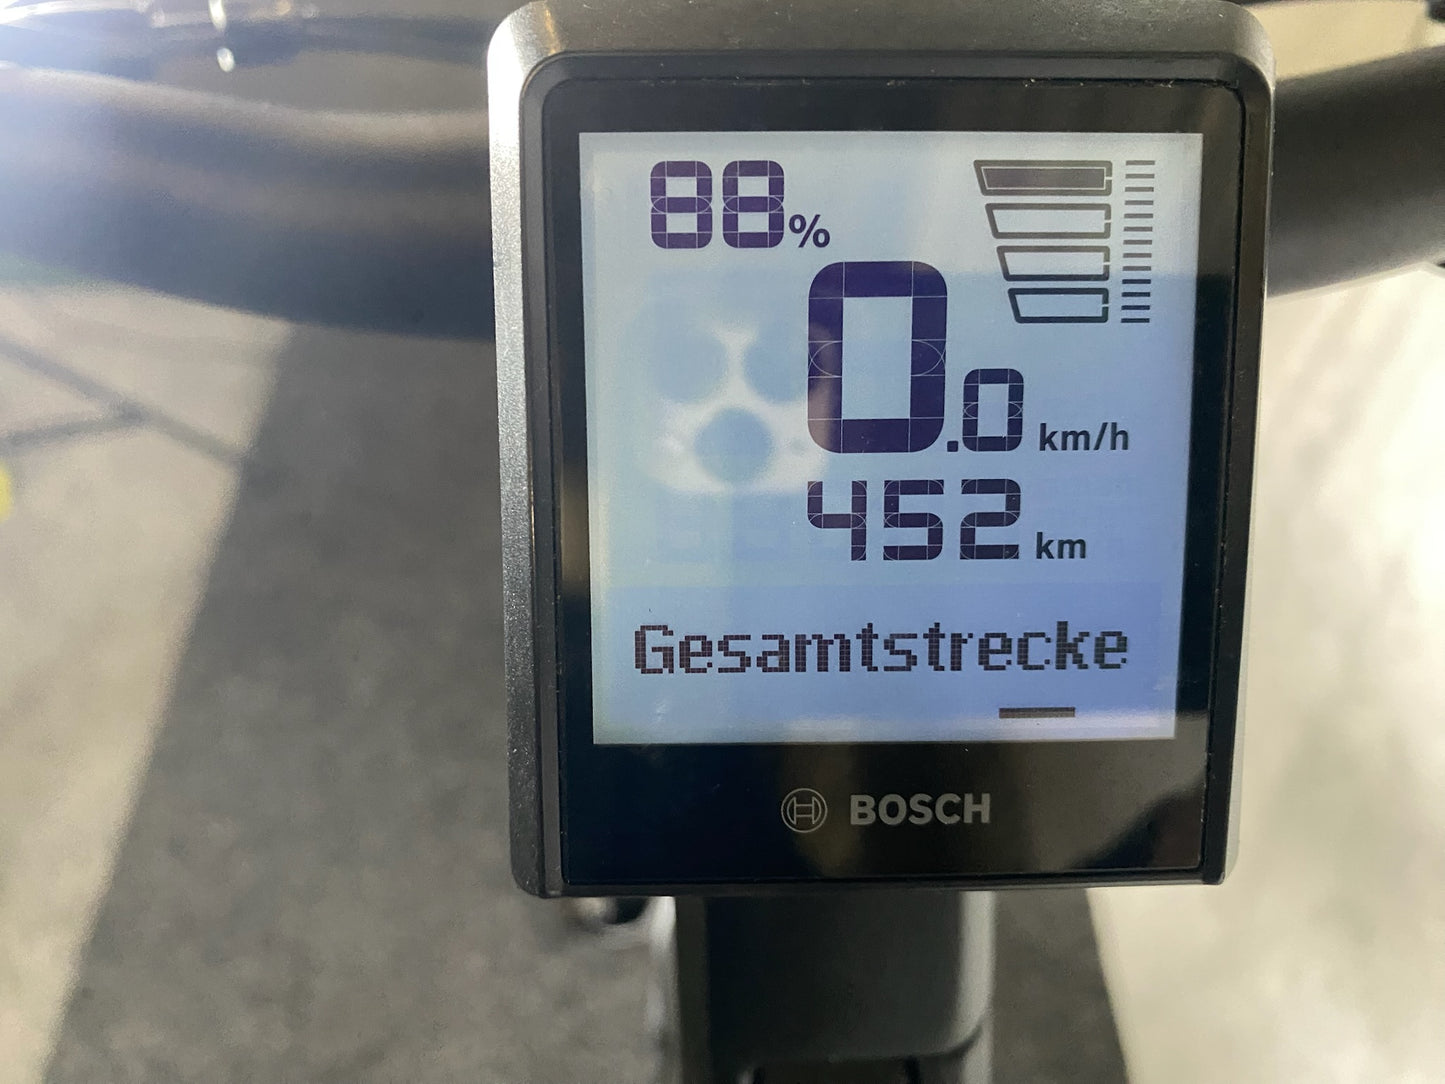 88%
0.0 km/h
452 km
Gesamtstrecke
BOSCH